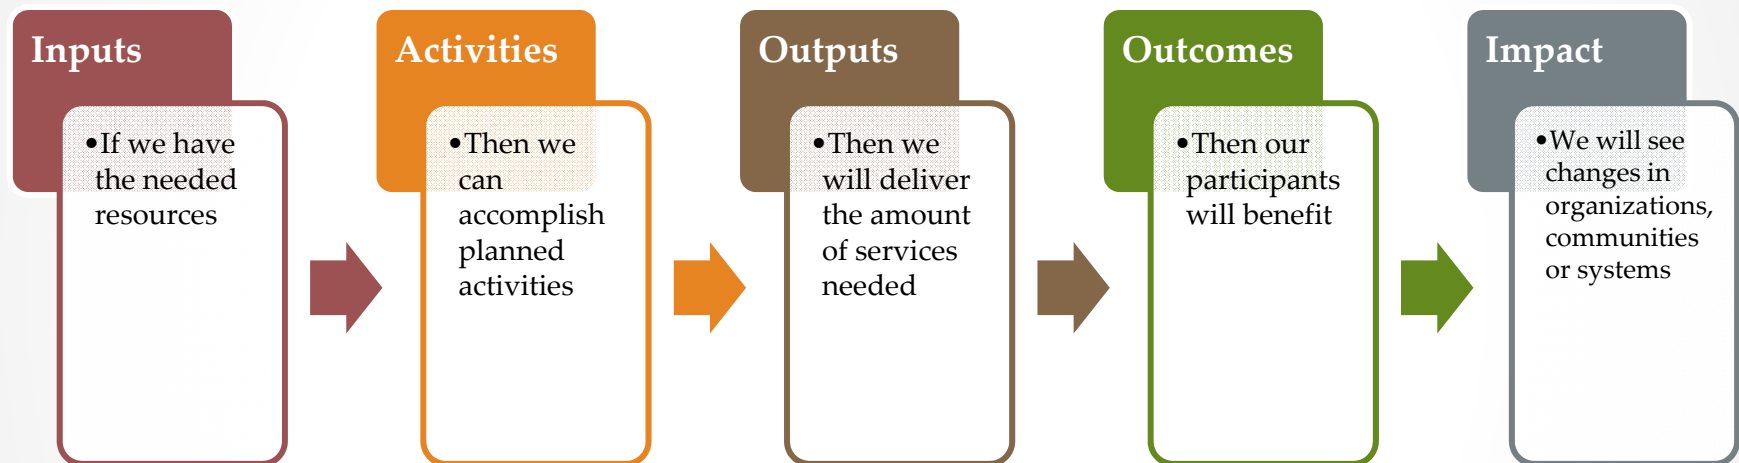 Inputs
•If we have
the needed
resources
Activities
•Then we
can
accomplish
planned
activities
Outputs
•Then we
will deliver
the amount
of services
needed
Outcomes
•Then our
participants
will benefit
Impact
•We will see
changes in
organizations,
communities
or systems